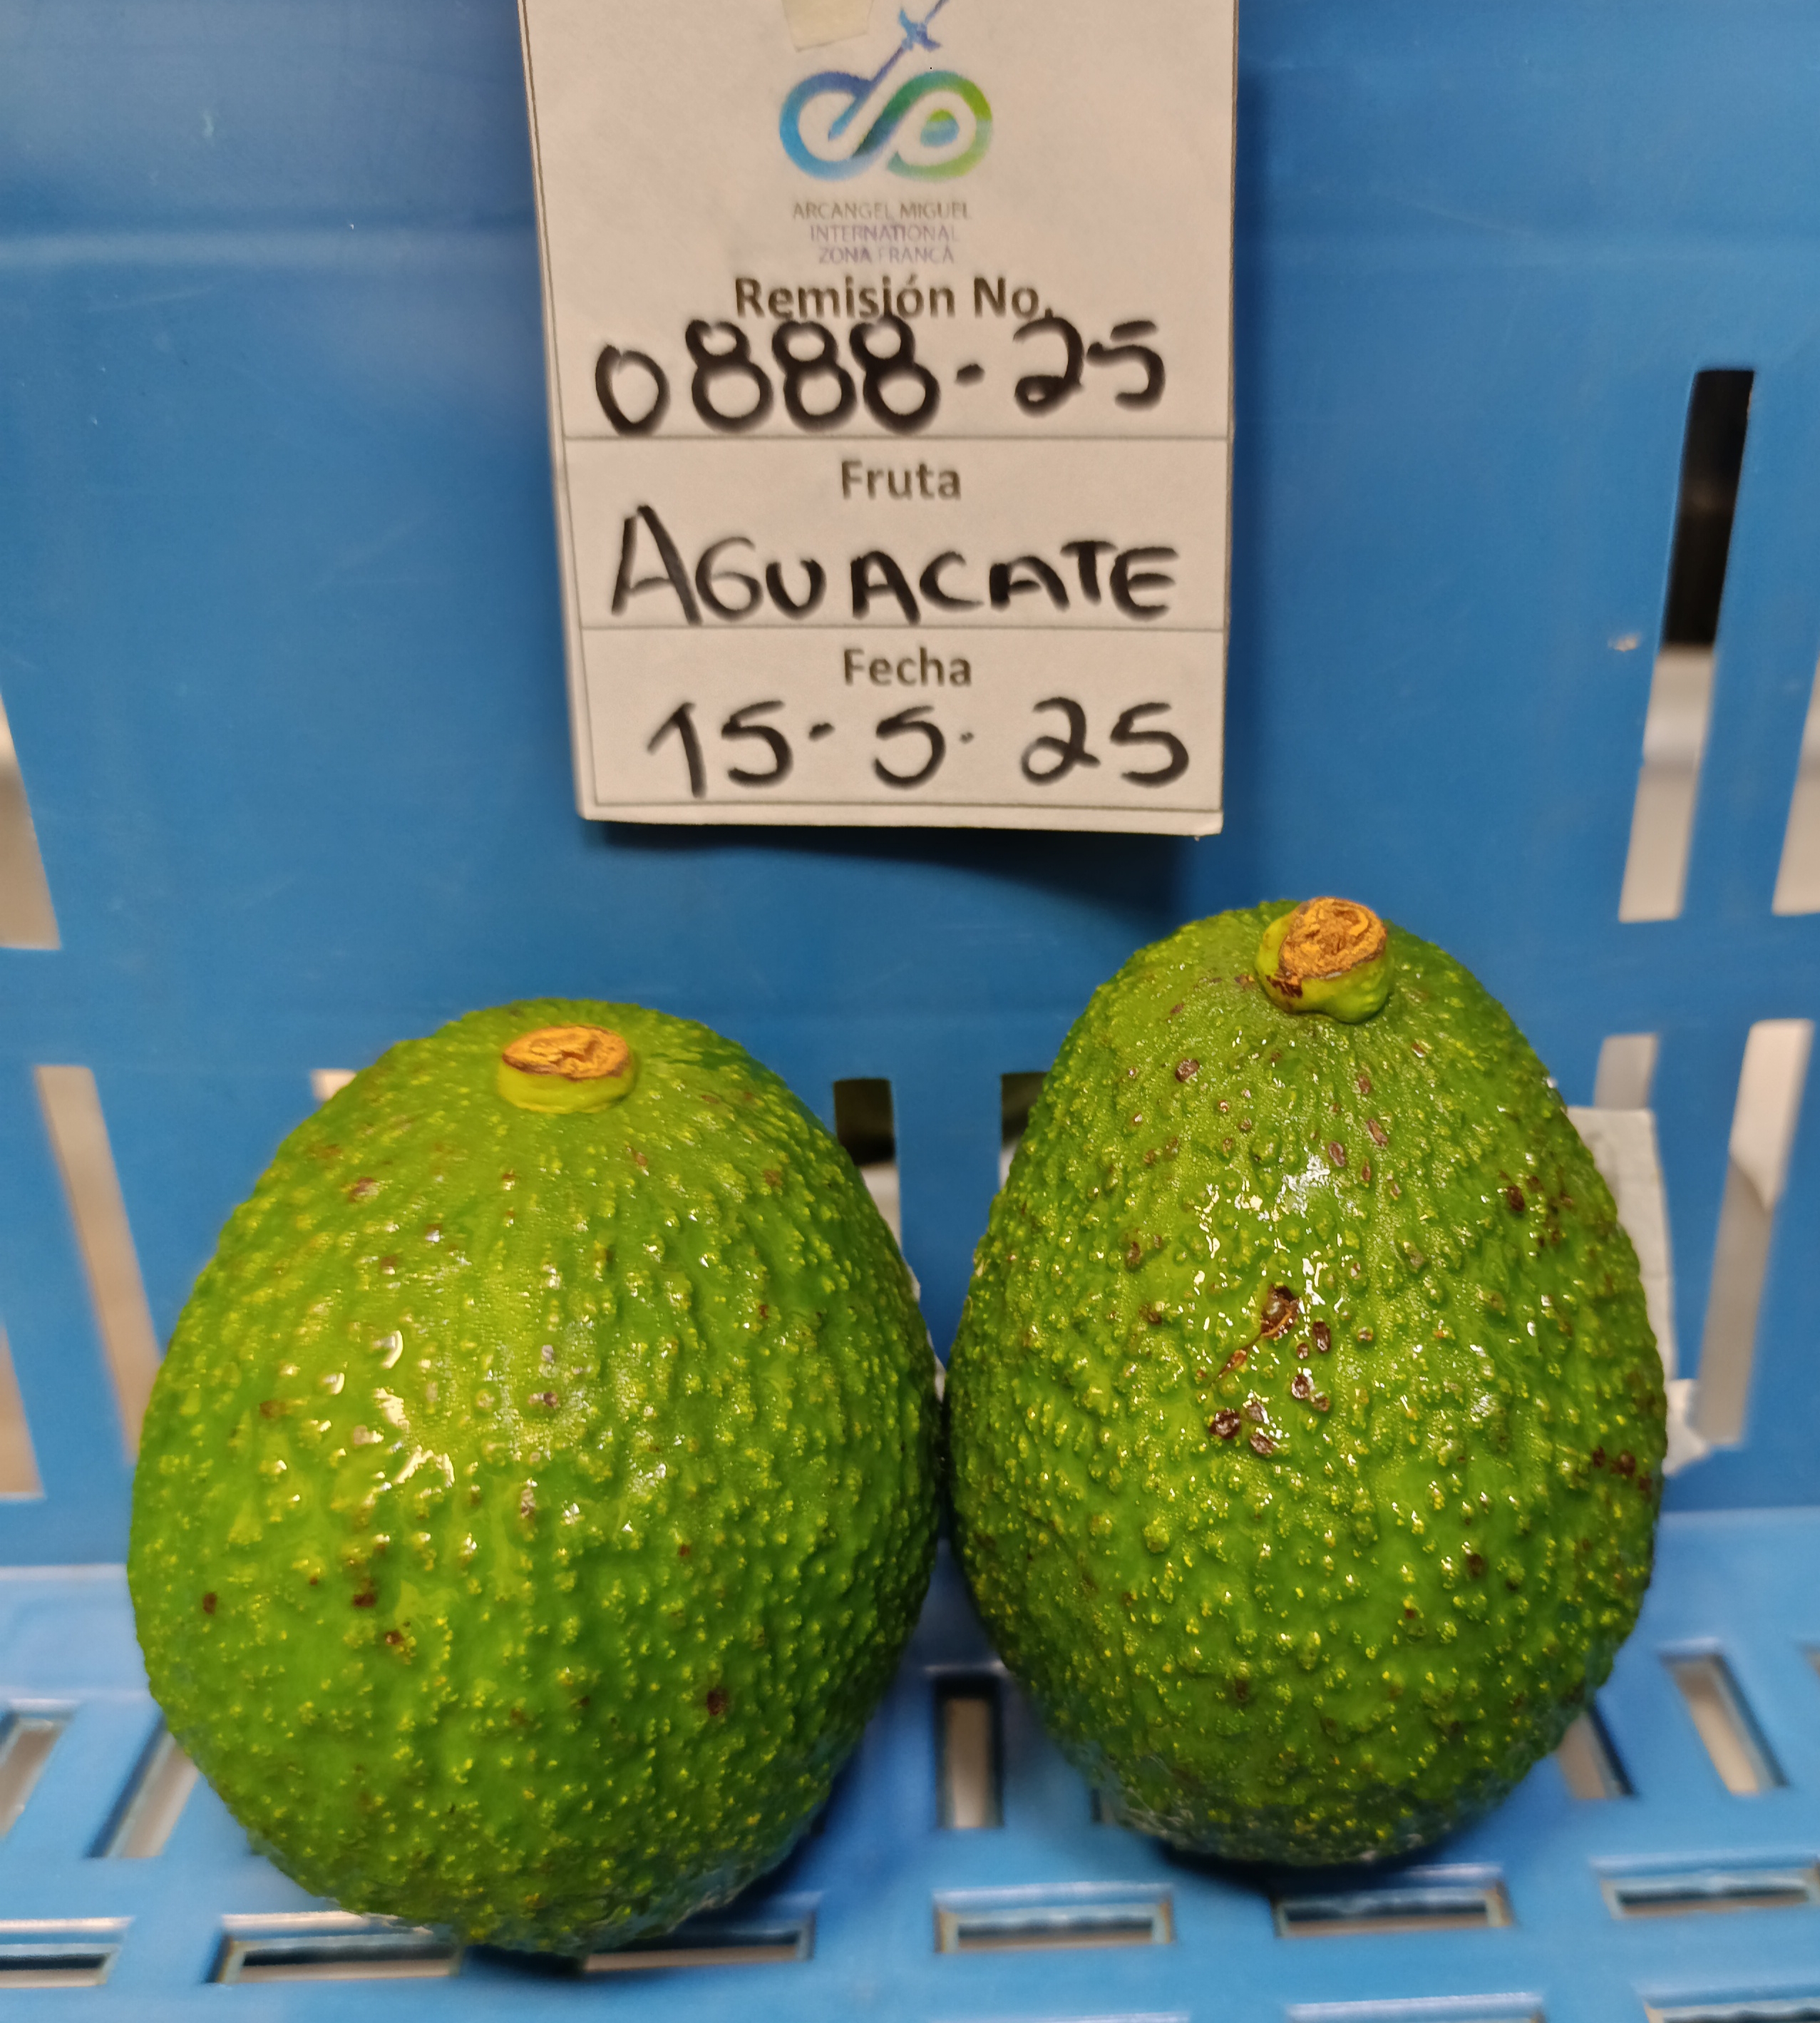 ARCANGEL MIGUEL
INTERNATIONAL
ZONA FRANCA
Remisión No.
0888-25
Fruta
AGUACATE
Fecha
15-5-25